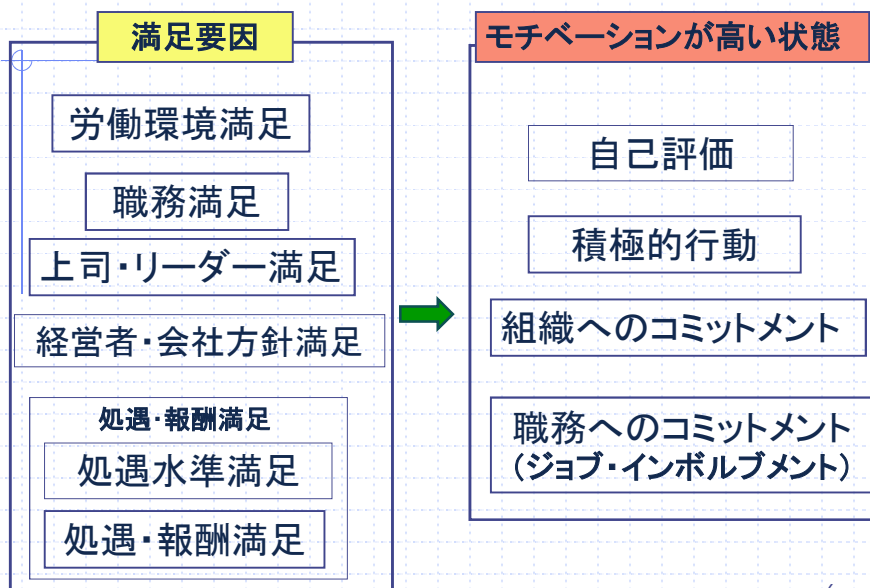 満足要因
労働環境満足
職務満足
上司・リーダー満足
経営者・会社方針満足
処遇・報酬満足
処遇水準満足
処遇・報酬満足
モチベーションが高い状態
自己評価
積極的行動
組織へのコミットメント
職務へのコミットメント
（ジョブ・インボルブメント）